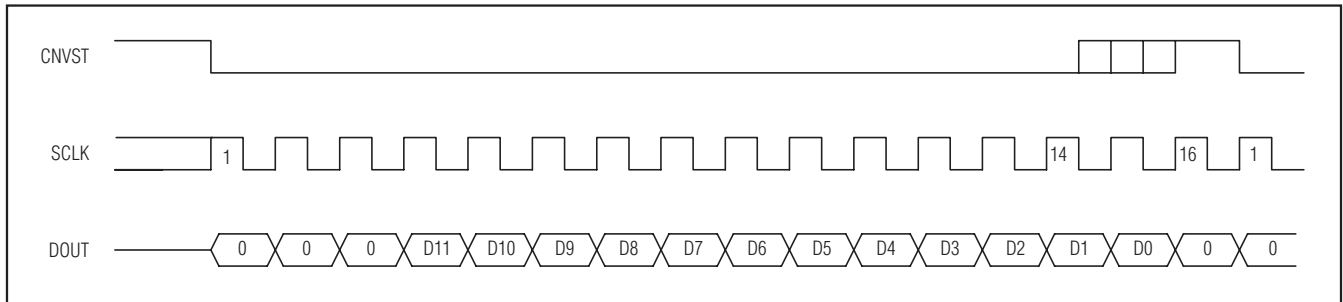 CNVST
SCLK 1 14 16 1
DOUT 0 0 0 D11 D10 D9 D8 D7 D6 D5 D4 D3 D2 D1 D0 0 0